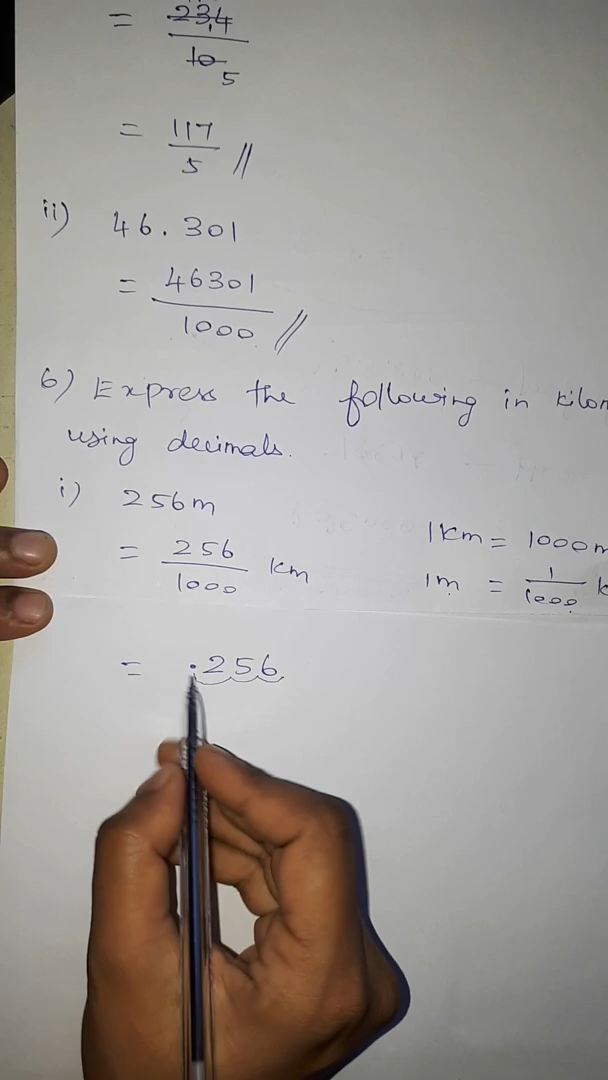 = 234
10 5
= 117
5 //
ii) 46.301
= 46301
1000 //
6) Express the following in
using decimals.
i) 256m
= 256 km
1000
1km = 1000m
1m = 1
1000
= .256